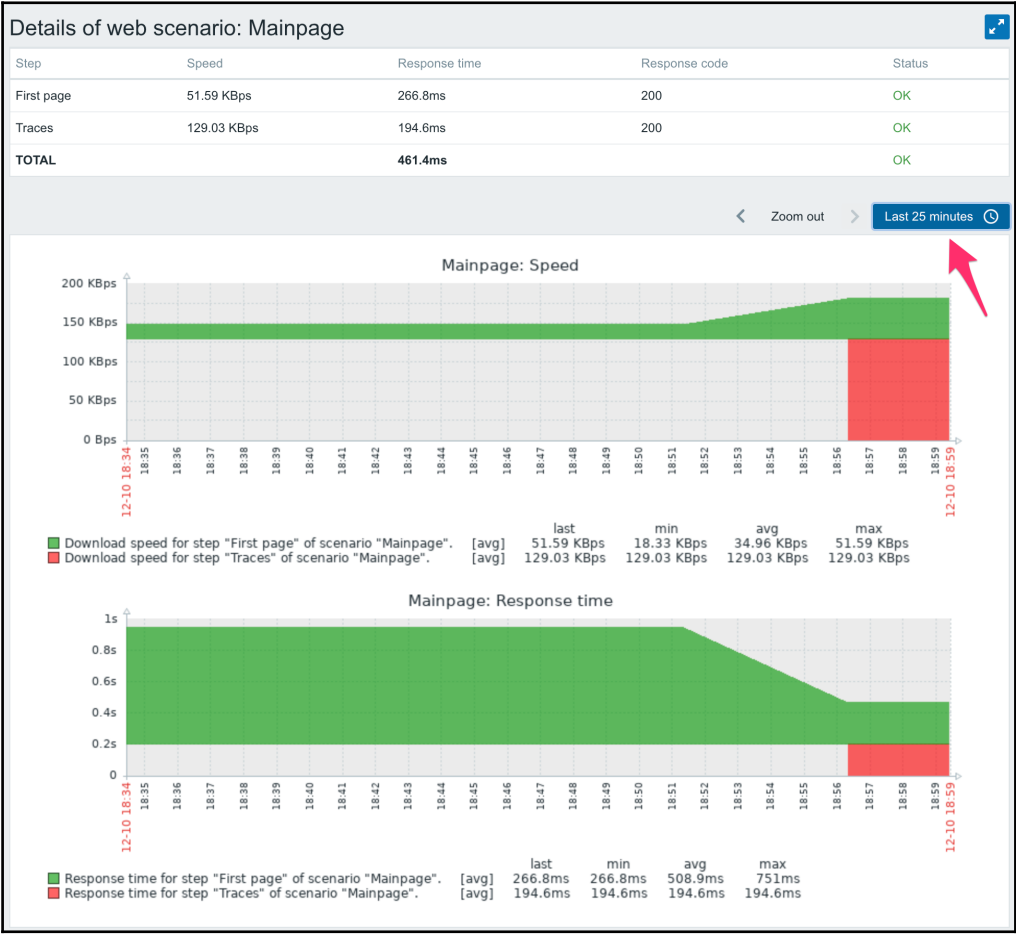 Details of web scenario: Mainpage
Step Speed Response time Response code Status
First page 51.59 KBps 266.8ms 200 OK
Traces 129.03 KBps 194.6ms 200 OK
TOTAL 461.4ms OK
Zoom out Last 25 minutes
Mainpage: Speed
200 KBps
150 KBps
100 KBps
50 KBps
0 Bps
12-10 18:34 18:35 18:36 18:37 18:38 18:39 18:40 18:41 18:42 18:43 18:44 18:45 18:46 18:47 18:48 18:49 18:50 18:51 18:52 18:53 18:54 18:55 18:56 18:57 18:58 18:59 12-10 18:59
last min avg max
Download speed for step "First page" of scenario "Mainpage". [avg] 51.59 KBps 18.33 KBps 34.96 KBps 51.59 KBps
Download speed for step "Traces" of scenario "Mainpage". [avg] 129.03 KBps 129.03 KBps 129.03 KBps 129.03 KBps
Mainpage: Response time
1s
0.8s
0.6s
0.4s
0.2s
0
12-10 18:34 18:35 18:36 18:37 18:38 18:39 18:40 18:41 18:42 18:43 18:44 18:45 18:46 18:47 18:48 18:49 18:50 18:51 18:52 18:53 18:54 18:55 18:56 18:57 18:58 18:59 12-10 18:59
last min avg max
Response time for step "First page" of scenario "Mainpage". [avg] 266.8ms 266.8ms 508.9ms 751ms
Response time for step "Traces" of scenario "Mainpage". [avg] 194.6ms 194.6ms 194.6ms 194.6ms